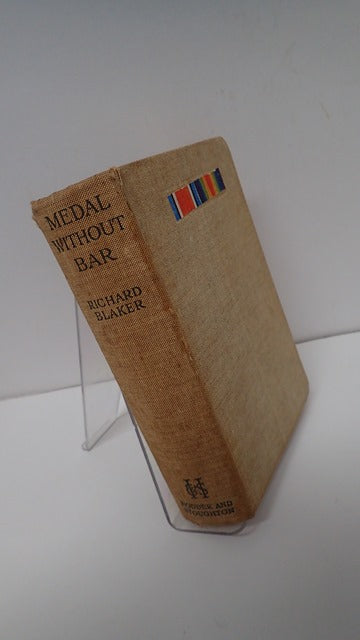 MEDAL
WITHOUT
BAR
RICHARD
BLAKER
HODDER AND
STOUGHTON